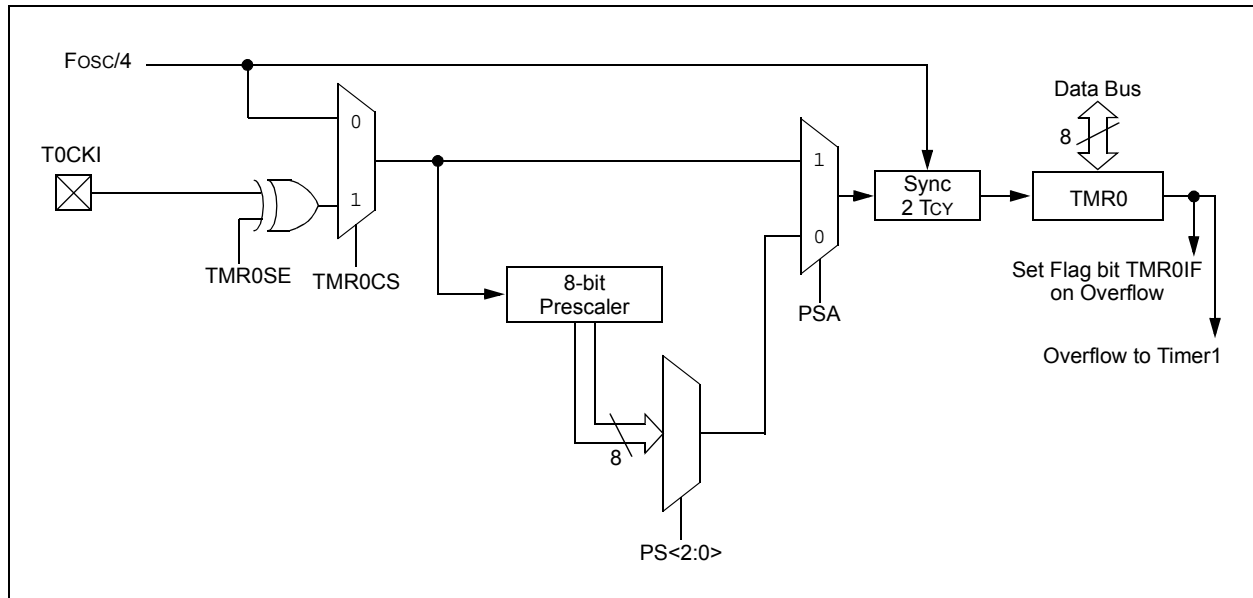 FOSC/4
Data Bus
0
8
T0CKI
1
1
Sync
2 TCY
TMR0
0
TMR0SE
TMR0CS
8-bit
Prescaler
Set Flag bit TMR0IF
on Overflow
PSA
Overflow to Timer1
8
PS<2:0>